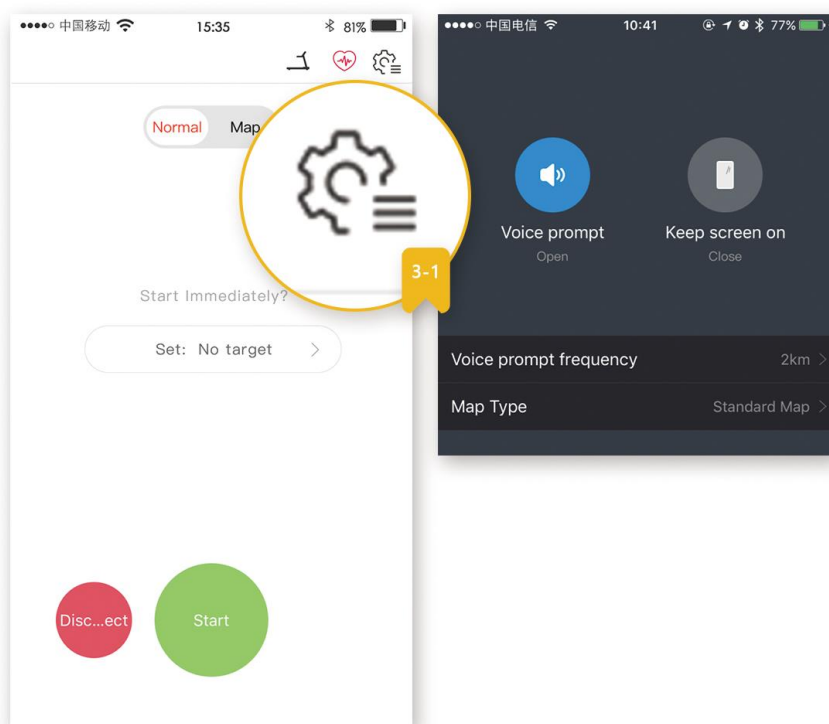 中国移动
15:35
81%
Normal
Map
3-1
Start Immediately?
Set: No target
Disc...ect
Start
中国电信
10:41
77%
Voice prompt
Open
Keep screen on
Close
Voice prompt frequency
2km
Map Type
Standard Map